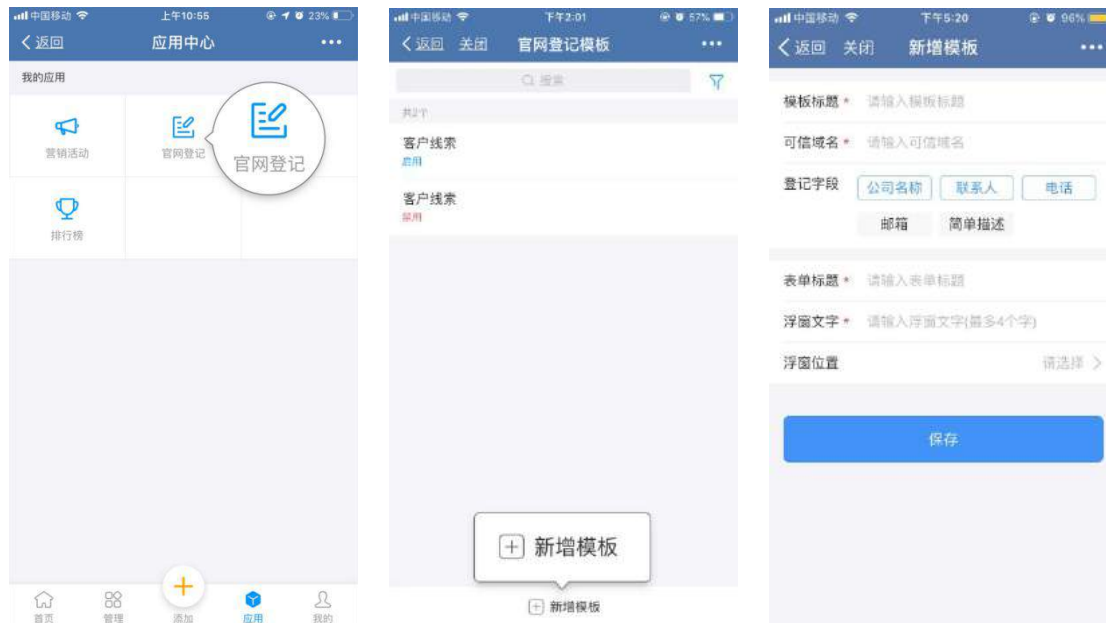 中国移动
上午10:55
23%
返回
应用中心
我的应用
营销活动
官网登记
官网登记
排行榜
首页
管理
添加
应用
我的
中国移动
下午2:01
57%
返回 关闭 官网登记模板
搜索
共2个
客户线索
启用
客户线索
禁用
新增模板
新增模板
中国移动
下午5:20
96%
返回 关闭 新增模板
模板标题 * 请输入模板标题
可信域名 * 请输入可信域名
登记字段 公司名称 联系人 电话
邮箱 简单描述
表单标题 * 请输入表单标题
浮窗文字 * 请输入浮窗文字(最多4个字)
浮窗位置 请选择
保存